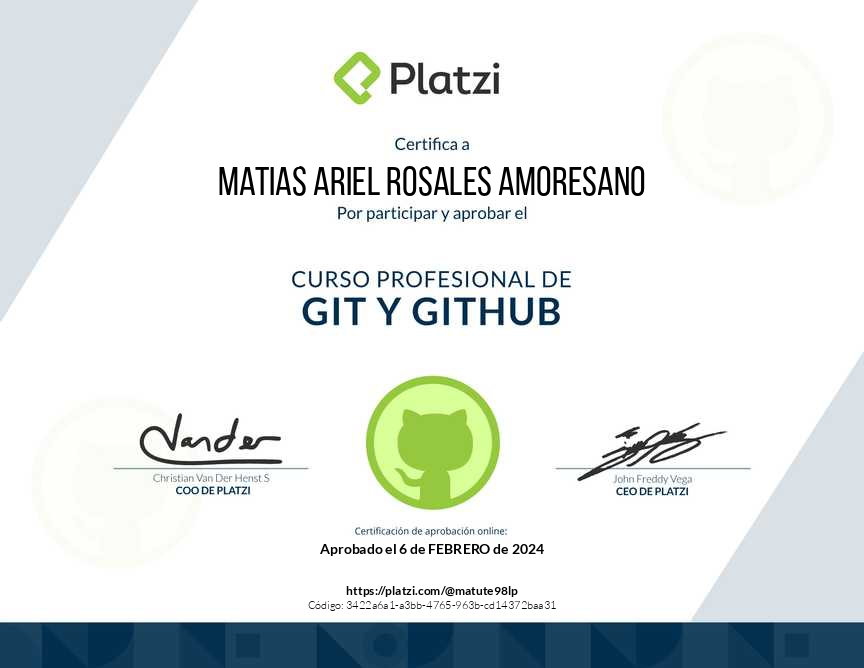 Platzi
Certifica a
MATIAS ARIEL ROSALES AMORESANO
Por participar y aprobar el
CURSO PROFESIONAL DE
GIT Y GITHUB
Vander
Christian Van Der Henst S
COO DE PLATZI
John Freddy Vega
CEO DE PLATZI
Certificación de aprobación online:
Aprobado el 6 de FEBRERO de 2024
https://platzi.com/@matute98lp
Código: 3422a6a1-a3bb-4765-963b-cd14372baa31